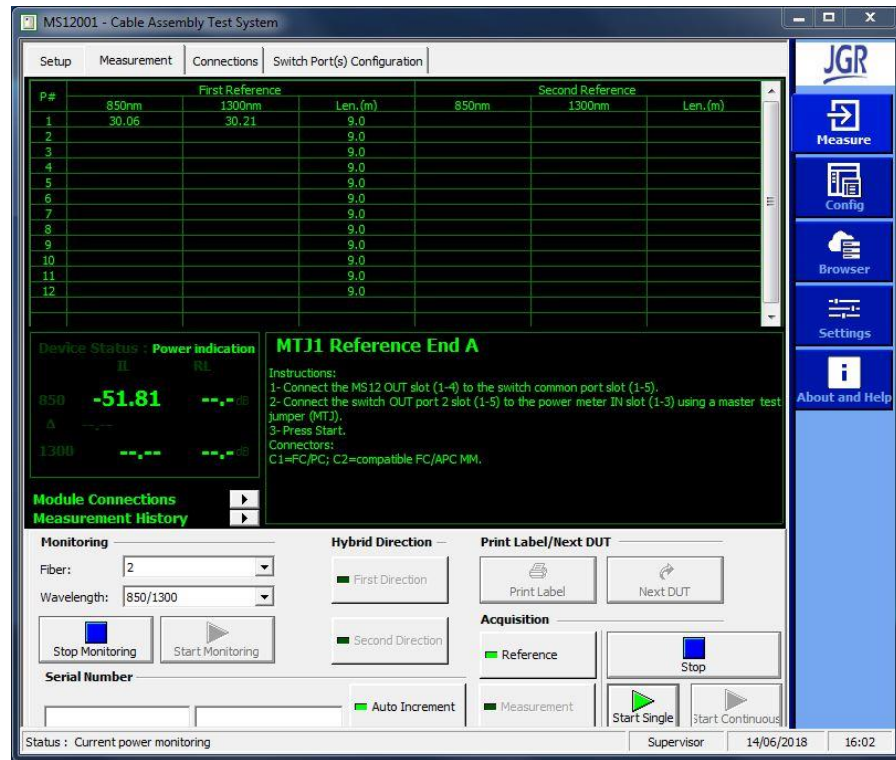 MS12001 - Cable Assembly Test System
Setup Measurement Connections Switch Port(s) Configuration
JGR
P# First Reference Second Reference
850nm 1300nm Len.(m) 850nm 1300nm Len.(m)
1 30.06 30.21 9.0
2 9.0
3 9.0
4 9.0
5 9.0
6 9.0
7 9.0
8 9.0
9 9.0
10 9.0
11 9.0
12 9.0
Measure
Config
Browser
Settings
About and Help
Device Status : Power indication
IL RL
850 -51.81 --.- dB
Δ --.--
1300 --.-- --.- dB
MTJ1 Reference End A
Instructions:
1- Connect the MS12 OUT slot (1-4) to the switch common port slot (1-5).
2- Connect the switch OUT port 2 slot (1-5) to the power meter IN slot (1-3) using a master test
jumper (MTJ).
3- Press Start.
Connectors:
C1=FC/PC; C2=compatible FC/APC MM.
Module Connections
Measurement History
Monitoring
Fiber: 2
Wavelength: 850/1300
Stop Monitoring Start Monitoring
Serial Number
Hybrid Direction
First Direction
Second Direction
Auto Increment
Print Label/Next DUT
Print Label Next DUT
Acquisition
Reference Stop
Measurement Start Single Start Continuous
Status : Current power monitoring Supervisor 14/06/2018 16:02